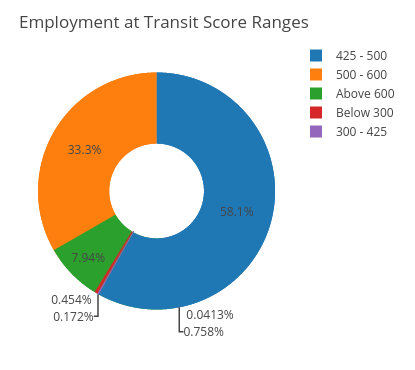 Employment at Transit Score Ranges
425 - 500
500 - 600
Above 600
Below 300
300 - 425
33.3%
58.1%
7.94%
0.454%
0.172%
0.0413%
0.758%